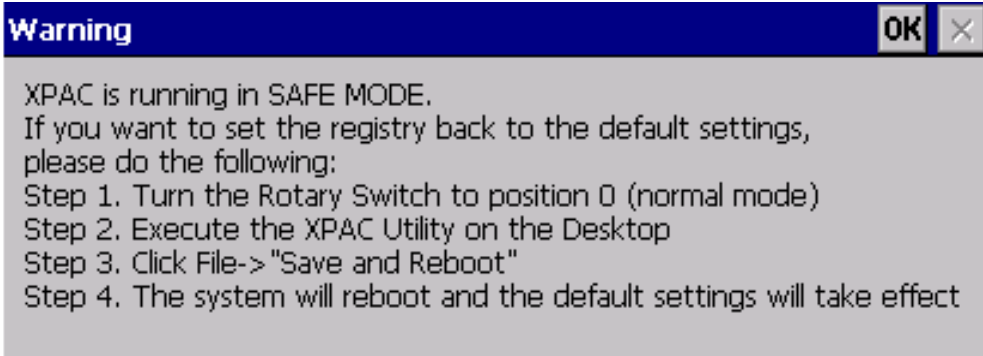 Warning
OK
XPAC is running in SAFE MODE.
If you want to set the registry back to the default settings,
please do the following:
Step 1. Turn the Rotary Switch to position 0 (normal mode)
Step 2. Execute the XPAC Utility on the Desktop
Step 3. Click File->"Save and Reboot"
Step 4. The system will reboot and the default settings will take effect